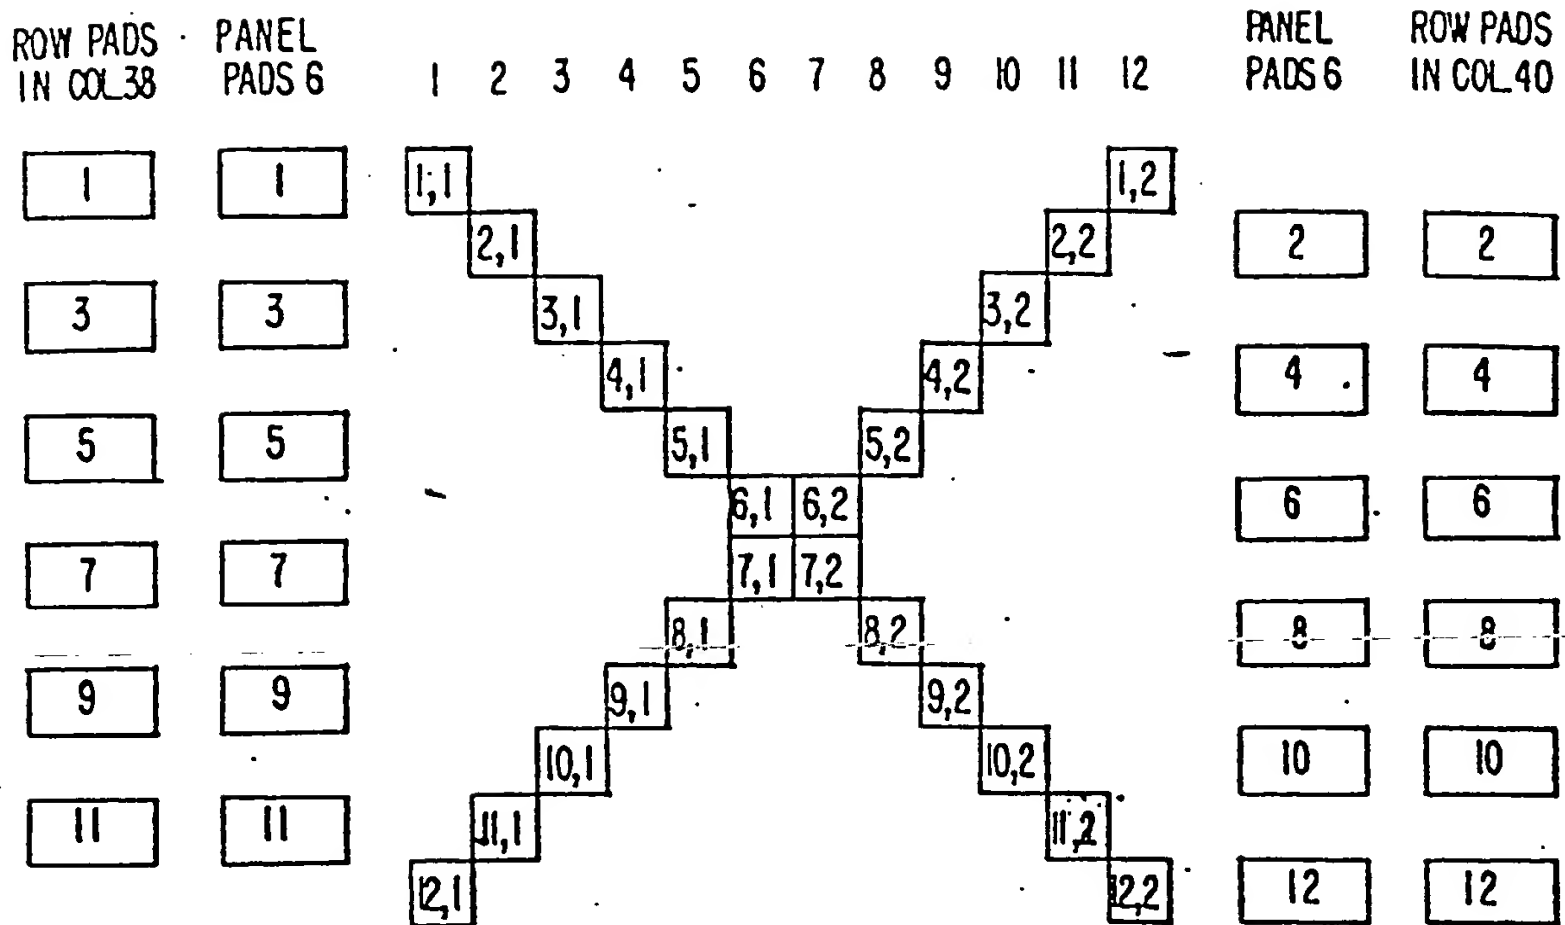 ROW PADS PANEL PANEL ROW PADS
IN COL.38 PADS 6 1 2 3 4 5 6 7 8 9 10 11 12 PADS 6 IN COL.40
1 1 1,1 1,2
2,1 2,2 2 2
3 3 3,1 3,2
4,1 4,2 4 4
5 5 5,1 5,2
6,1 6,2 6 6
7 7 7,1 7,2
8,1 8,2 8 8
9 9 9,1 9,2
10,1 10,2 10 10
11 11 11,1 11,2
12,1 12,2 12 12